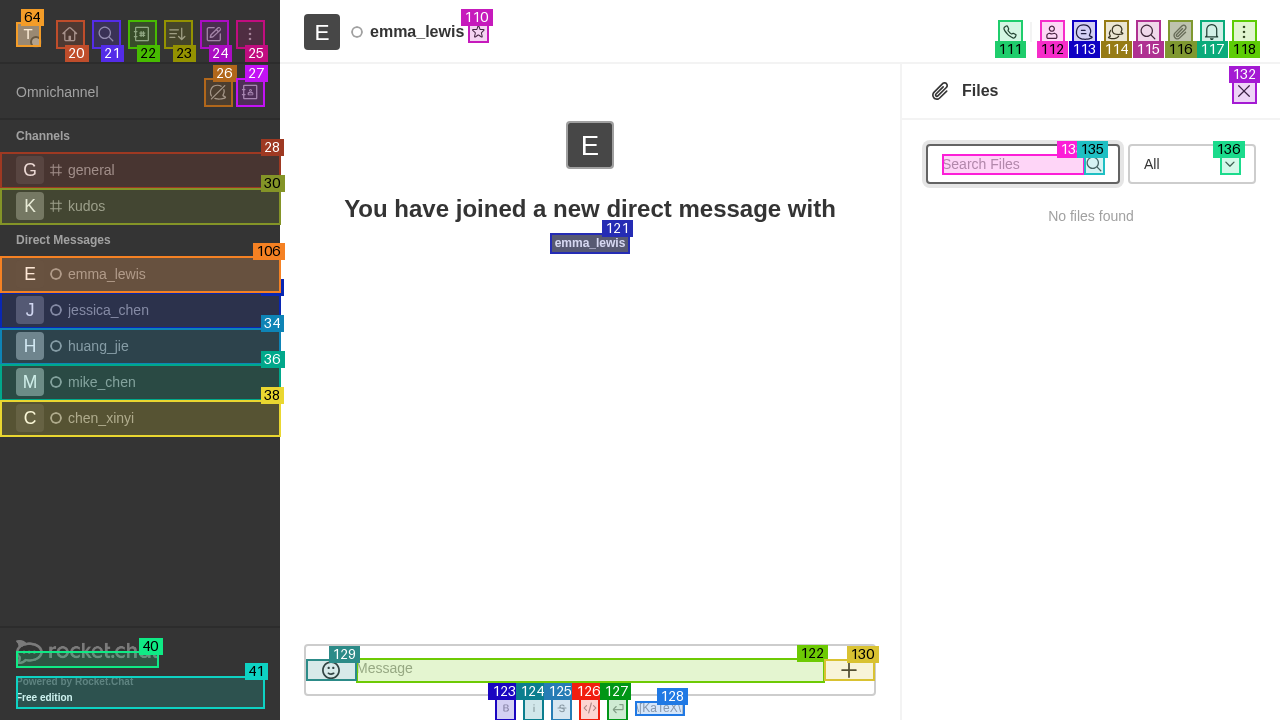 64
T
20
21
22
23
24
25
26
27
Omnichannel
Channels
28
G general
30
K kudos
Direct Messages
106
E emma_lewis
J jessica_chen
34
H huang_jie
36
M mike_chen
38
C chen_xinyi
rocket.cha
40
Powered by Rocket.Chat
41
Free edition
E emma_lewis
110
111
112
113
114
115
116
117
118
E
You have joined a new direct message with
121
emma_lewis
129
Message
122
130
123
124
125
126
127
128
B i S </> \[KaTeX\]
Files
132
Search Files
135
All
136
No files found